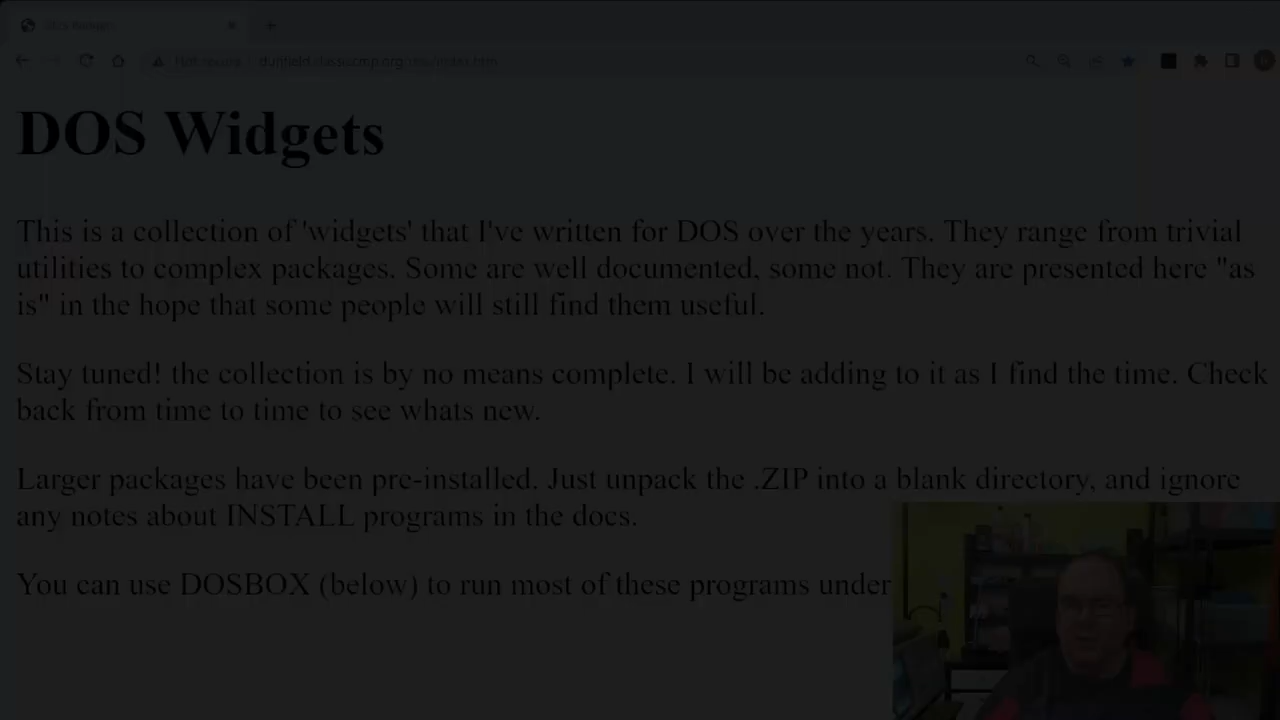 DOS Widgets
Not secure
DOS Widgets
This is a collection of 'widgets' that I've written for DOS over the years. They range from trivial
utilities to complex packages. Some are well documented, some not. They are presented here "as
is" in the hope that some people will still find them useful.
Stay tuned! the collection is by no means complete. I will be adding to it as I find the time. Check
back from time to time to see whats new.
Larger packages have been pre-installed. Just unpack the .ZIP into a blank directory, and ignore
any notes about INSTALL programs in the docs.
You can use DOSBOX (below) to run most of these programs under